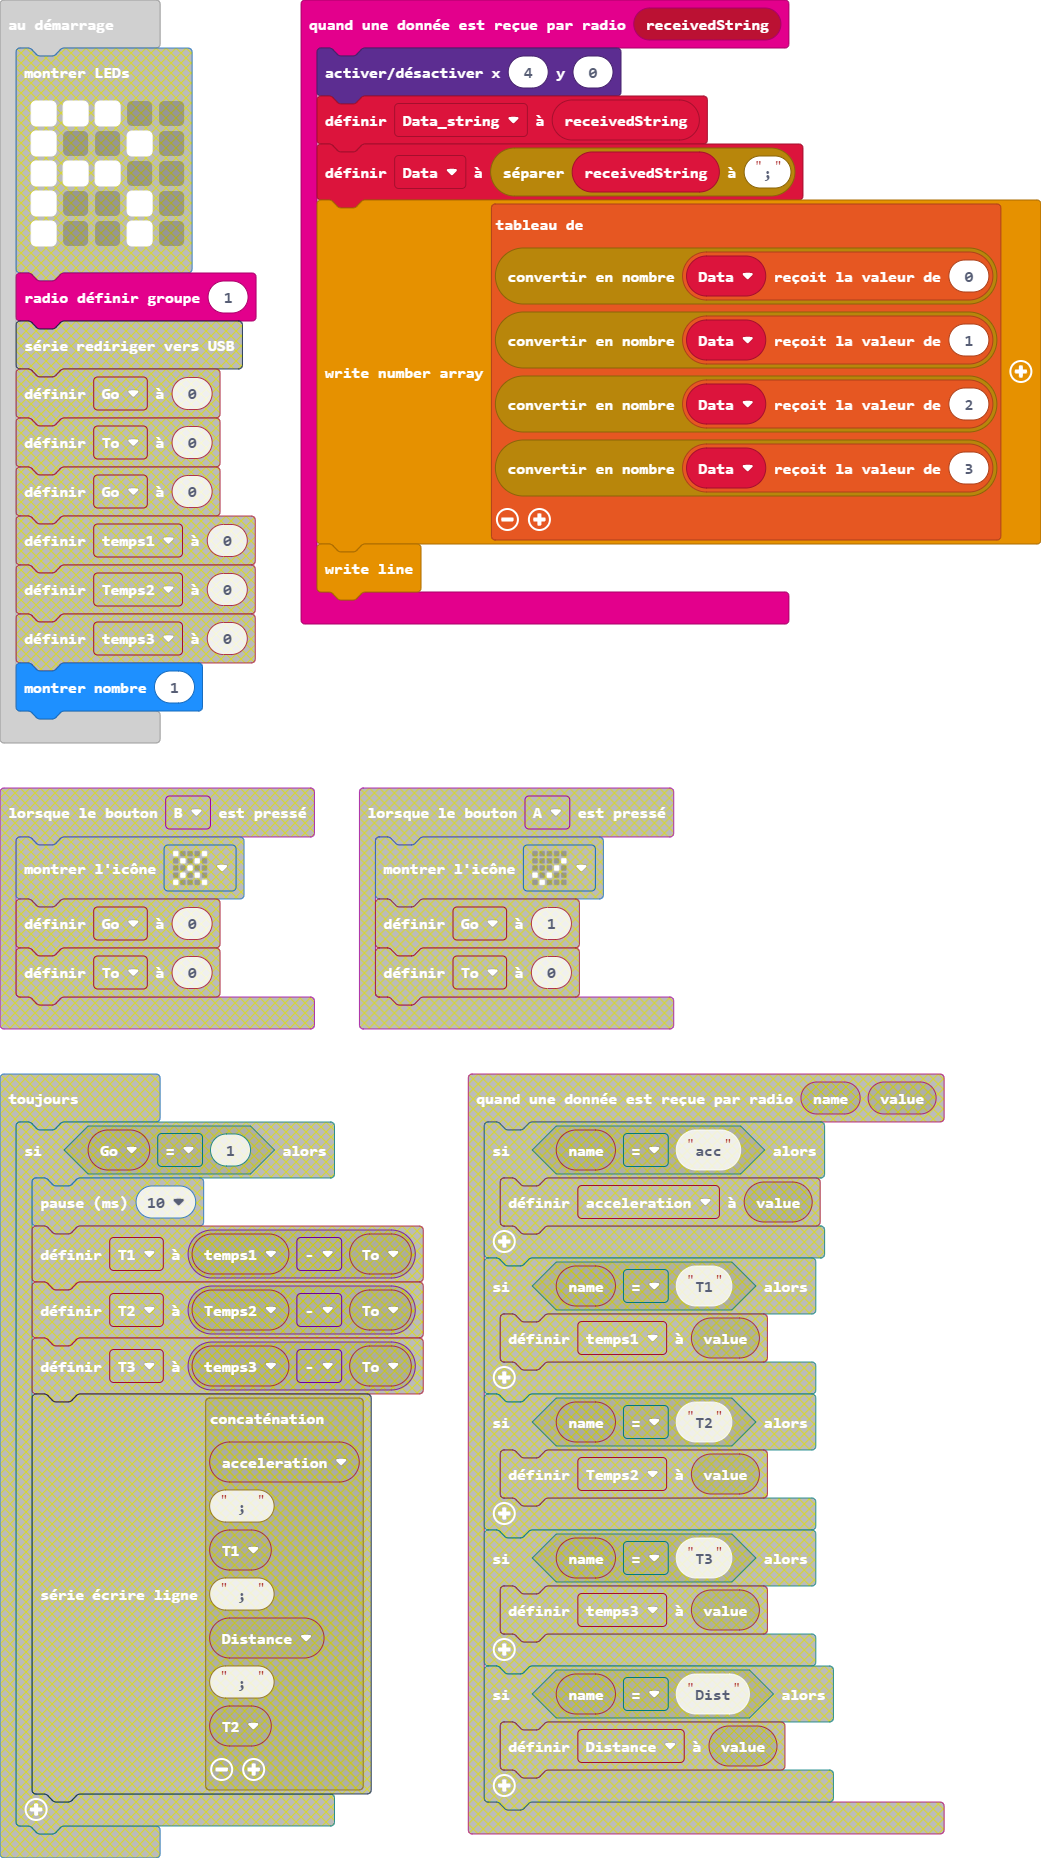 au démarrage
montrer LEDs
radio définir groupe 1
série rediriger vers USB
définir Go à 0
définir To à 0
définir Go à 0
définir temps1 à 0
définir Temps2 à 0
définir temps3 à 0
montrer nombre 1
quand une donnée est reçue par radio receivedString
activer/désactiver x 4 y 0
définir Data_string à receivedString
définir Data à séparer receivedString à ";"
write number array
tableau de
convertir en nombre Data reçoit la valeur de 0
convertir en nombre Data reçoit la valeur de 1
convertir en nombre Data reçoit la valeur de 2
convertir en nombre Data reçoit la valeur de 3
write line
lorsque le bouton B est pressé
montrer l'icône
définir Go à 0
définir To à 0
lorsque le bouton A est pressé
montrer l'icône
définir Go à 1
définir To à 0
toujours
si Go = 1 alors
pause (ms) 10
définir T1 à temps1 - To
définir T2 à Temps2 - To
définir T3 à temps3 - To
série écrire ligne
concaténation
acceleration
" ; "
T1
" ; "
Distance
" ; "
T2
quand une donnée est reçue par radio name value
si name = "acc" alors
définir acceleration à value
si name = "T1" alors
définir temps1 à value
si name = "T2" alors
définir Temps2 à value
si name = "T3" alors
définir temps3 à value
si name = "Dist" alors
définir Distance à value